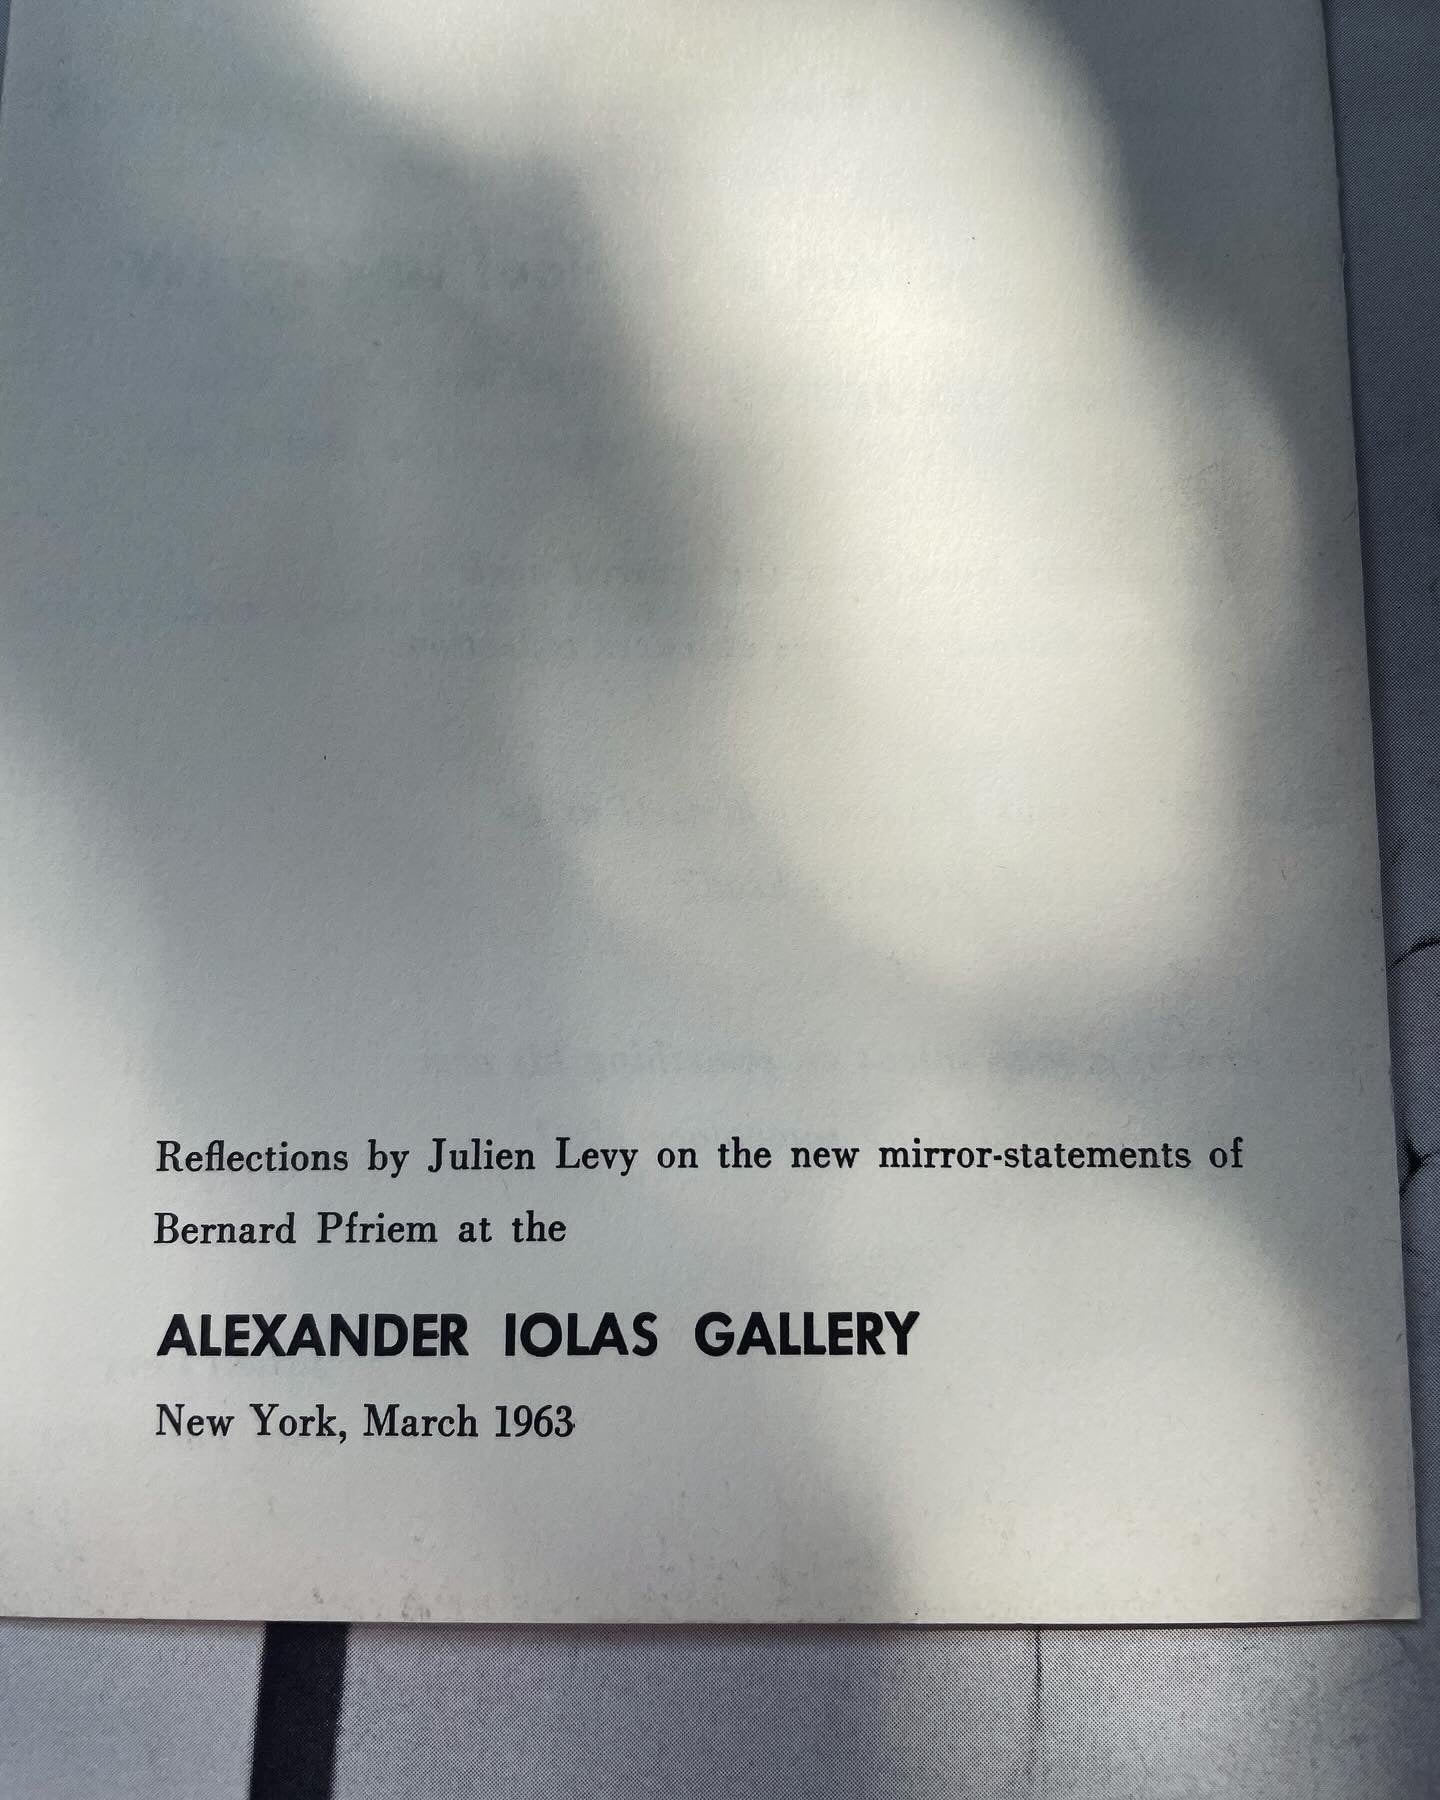 Reflections by Julien Levy on the new mirror-statements of
Bernard Pfriem at the
ALEXANDER IOLAS GALLERY
New York, March 1963